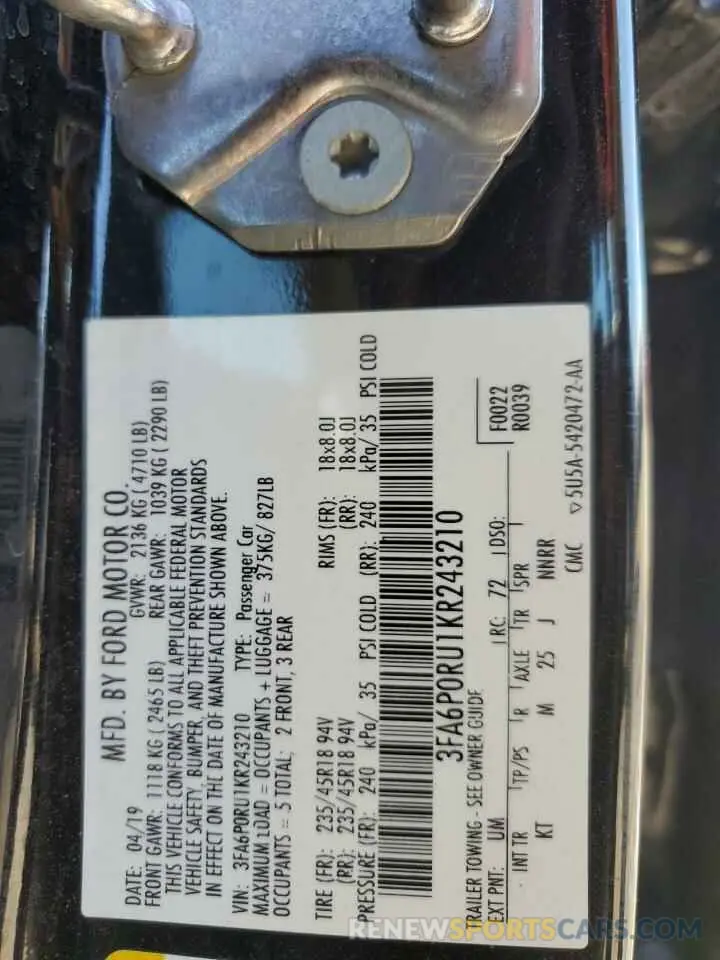 MFD. BY FORD MOTOR CO.
DATE: 04/19 GVWR: 2136 KG ( 4710 LB)
FRONT GAWR: 1118 KG ( 2465 LB) REAR GAWR: 1039 KG ( 2290 LB)
THIS VEHICLE CONFORMS TO ALL APPLICABLE FEDERAL MOTOR
VEHICLE SAFETY, BUMPER, AND THEFT PREVENTION STANDARDS
IN EFFECT ON THE DATE OF MANUFACTURE SHOWN ABOVE.
VIN: 3FA6P0RU1KR243210 TYPE: Passenger Car
MAXIMUM LOAD = OCCUPANTS + LUGGAGE = 375KG/ 827LB
OCCUPANTS = 5 TOTAL: 2 FRONT, 3 REAR
TIRE (FR): 235/45R18 94V RIMS (FR): 18x8.0J
(RR): 235/45R18 94V (RR): 18x8.0J
PRESSURE (FR): 240 kPa/ 35 PSI COLD (RR): 240 kPa/ 35 PSI COLD
3FA6P0RU1KR243210
TRAILER TOWING - SEE OWNER GUIDE
EXT PNT: UM RC: 72 DSO: F0022
R0039
INT TR TP/PS R AXLE TR SPR
KT M 25 J NNRR
CMC ▽5U5A-5420472-AA
RENEWSPORTSCARS.COM